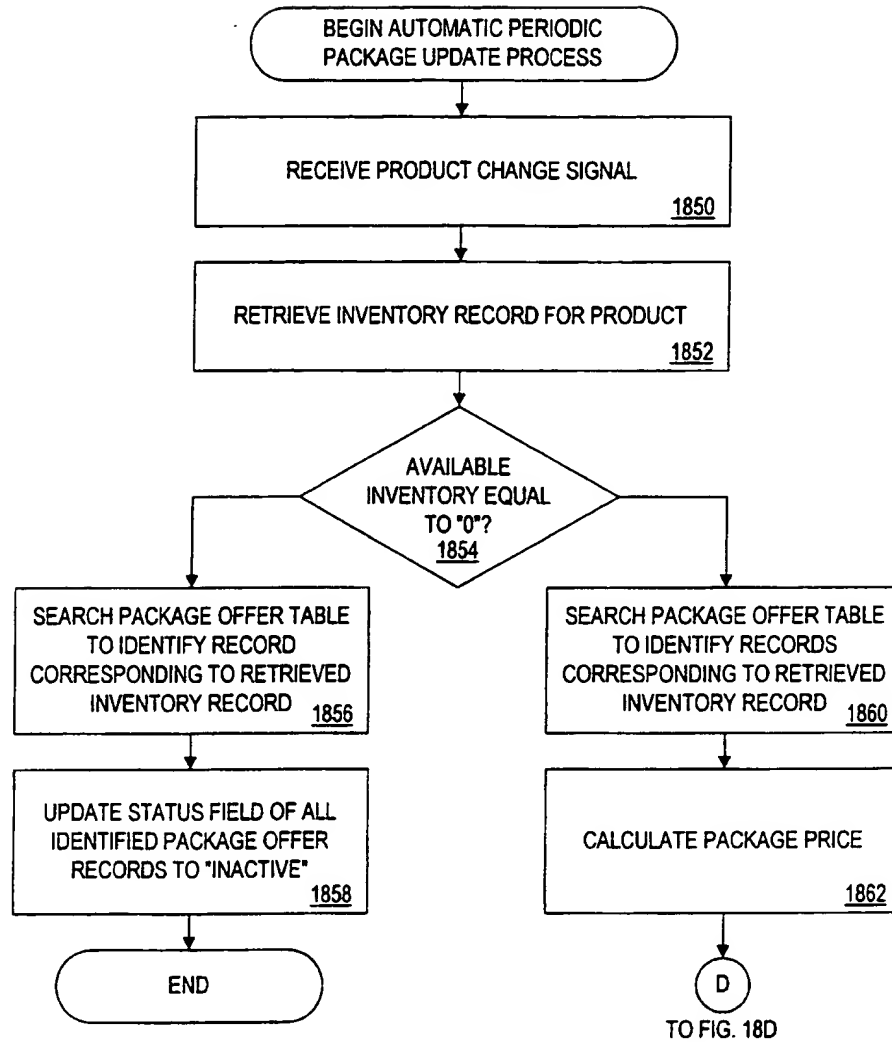 BEGIN AUTOMATIC PERIODIC
PACKAGE UPDATE PROCESS
RECEIVE PRODUCT CHANGE SIGNAL
1850
RETRIEVE INVENTORY RECORD FOR PRODUCT
1852
AVAILABLE
INVENTORY EQUAL
TO "0"?
1854
SEARCH PACKAGE OFFER TABLE
TO IDENTIFY RECORD
CORRESPONDING TO RETRIEVED
INVENTORY RECORD
1856
UPDATE STATUS FIELD OF ALL
IDENTIFIED PACKAGE OFFER
RECORDS TO "INACTIVE"
1858
END
SEARCH PACKAGE OFFER TABLE
TO IDENTIFY RECORDS
CORRESPONDING TO RETRIEVED
INVENTORY RECORD
1860
CALCULATE PACKAGE PRICE
1862
D
TO FIG. 18D